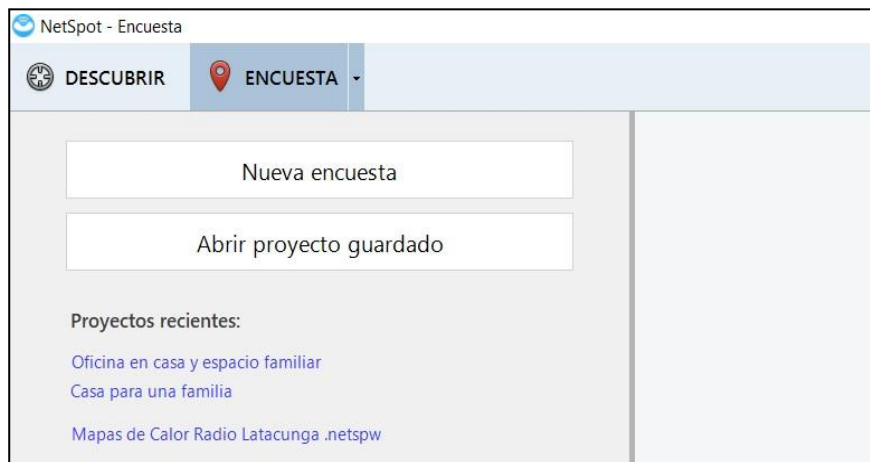 NetSpot - Encuesta
DESCUBRIR ENCUESTA
Nueva encuesta
Abrir proyecto guardado
Proyectos recientes:
Oficina en casa y espacio familiar
Casa para una familia
Mapas de Calor Radio Latacunga .netspw